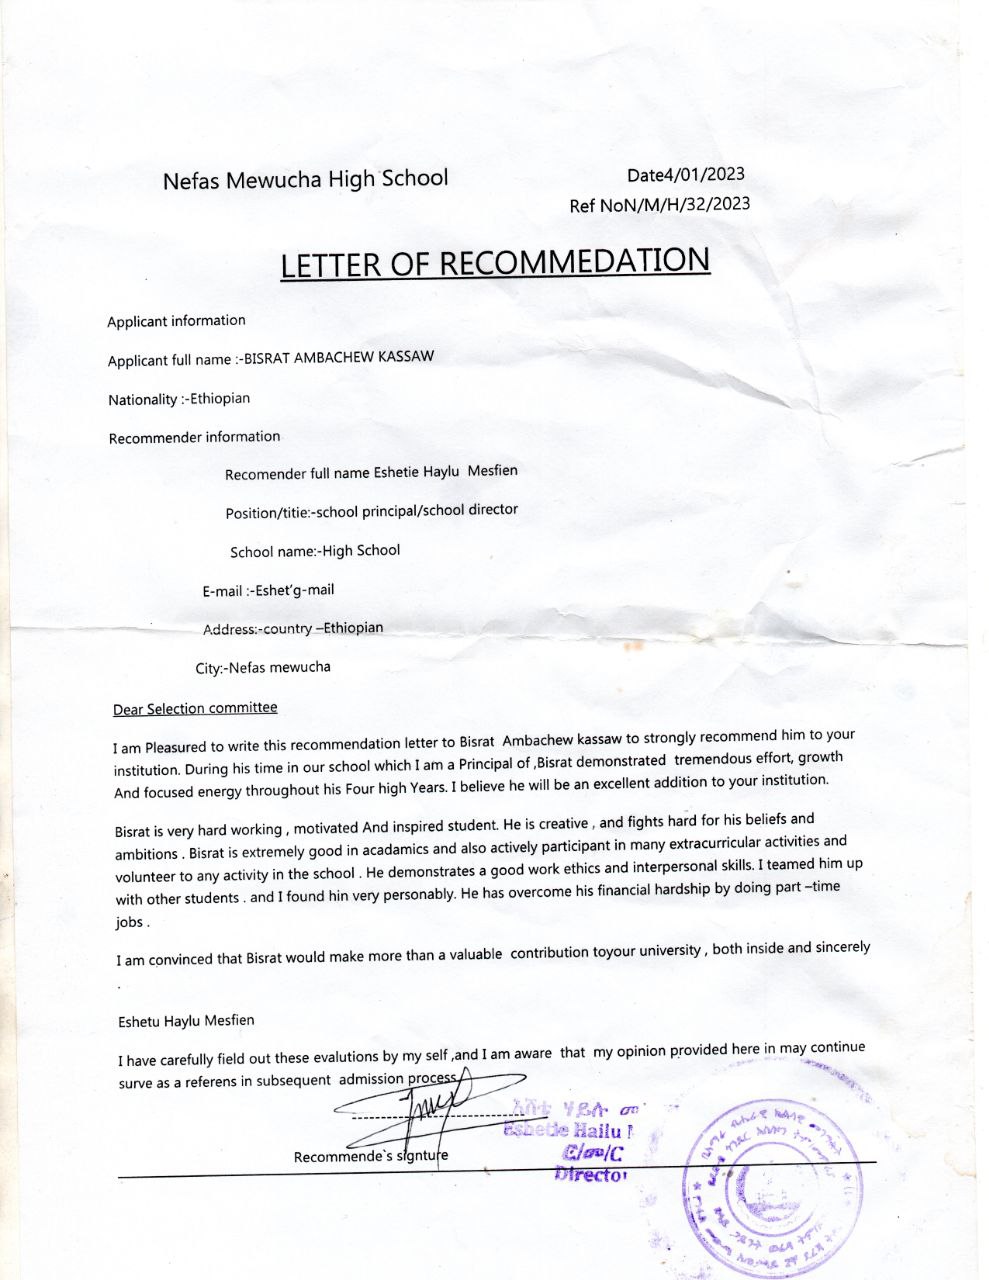 Nefas Mewucha High School
Date4/01/2023
Ref NoN/M/H/32/2023
LETTER OF RECOMMEDATION
Applicant information
Applicant full name :-BISRAT AMBACHEW KASSAW
Nationality :-Ethiopian
Recommender information
Recomender full name Eshetie Haylu Mesfien
Position/titie:-school principal/school director
School name:-High School
E-mail :-Eshet'g-mail
Address:-country –Ethiopian
City:-Nefas mewucha
Dear Selection committee
I am Pleasured to write this recommendation letter to Bisrat Ambachew kassaw to strongly recommend him to your
institution. During his time in our school which I am a Principal of ,Bisrat demonstrated tremendous effort, growth
And focused energy throughout his Four high Years. I believe he will be an excellent addition to your institution.
Bisrat is very hard working , motivated And inspired student. He is creative , and fights hard for his beliefs and
ambitions . Bisrat is extremely good in acadamics and also actively participant in many extracurricular activities and
volunteer to any activity in the school . He demonstrates a good work ethics and interpersonal skills. I teamed him up
with other students . and I found hin very personably. He has overcome his financial hardship by doing part –time
jobs .
I am convinced that Bisrat would make more than a valuable contribution toyour university , both inside and sincerely
.
Eshetu Haylu Mesfien
I have carefully field out these evalutions by my self ,and I am aware that my opinion provided here in may continue
surve as a referens in subsequent admission process
አሸቴ ሃይሉ መ
Eshetie Hailu
ር/መ/ር
Director
Recommende`s signture